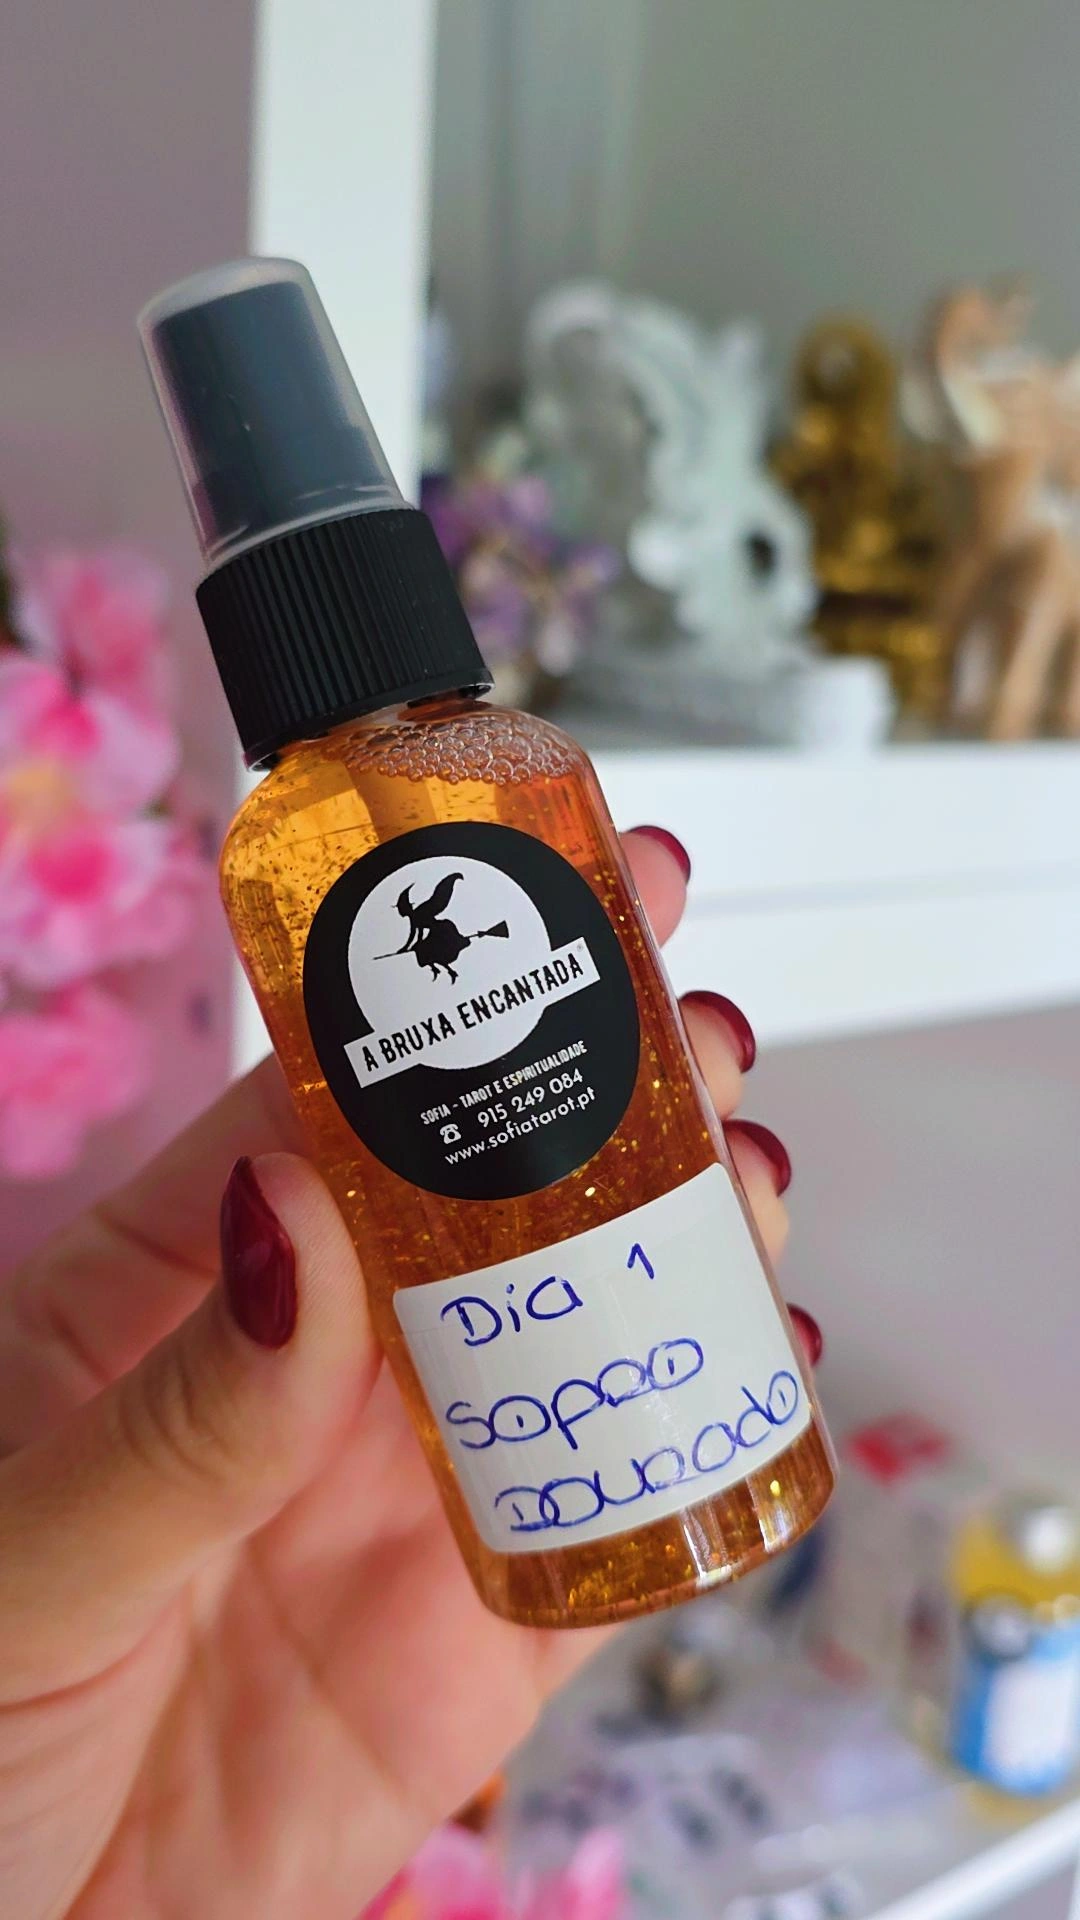 A BRUXA ENCANTADA®
SOFIA - TAROT E ESPIRITUALIDADE
☎ 915 249 084
www.sofiatarot.pt
Dia 1
SOPRO
DOURADO